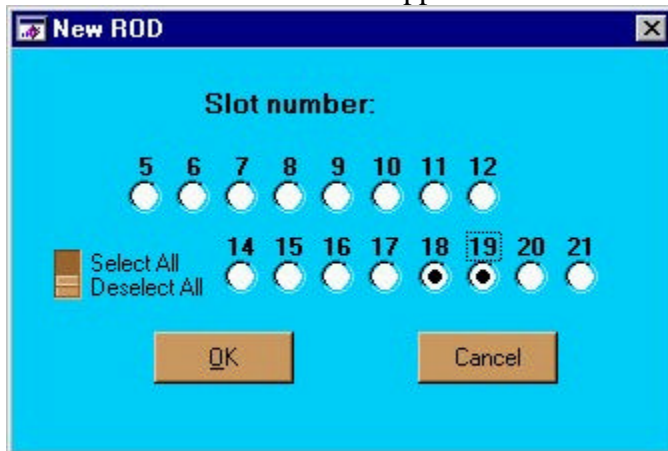 pp
New ROD
Slot number:
5 6 7 8 9 10 11 12
14 15 16 17 18 19 20 21
Select All
Deselect All
OK Cancel